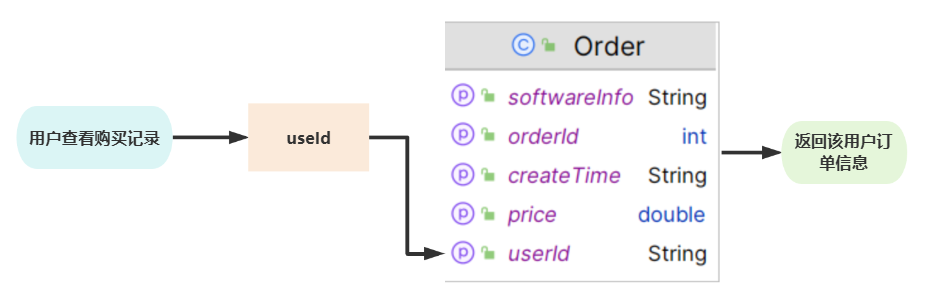 用户查看购买记录
useId
C Order
p softwareInfo String
p orderId int
p createTime String
p price double
p userId String
返回该用户订
单信息